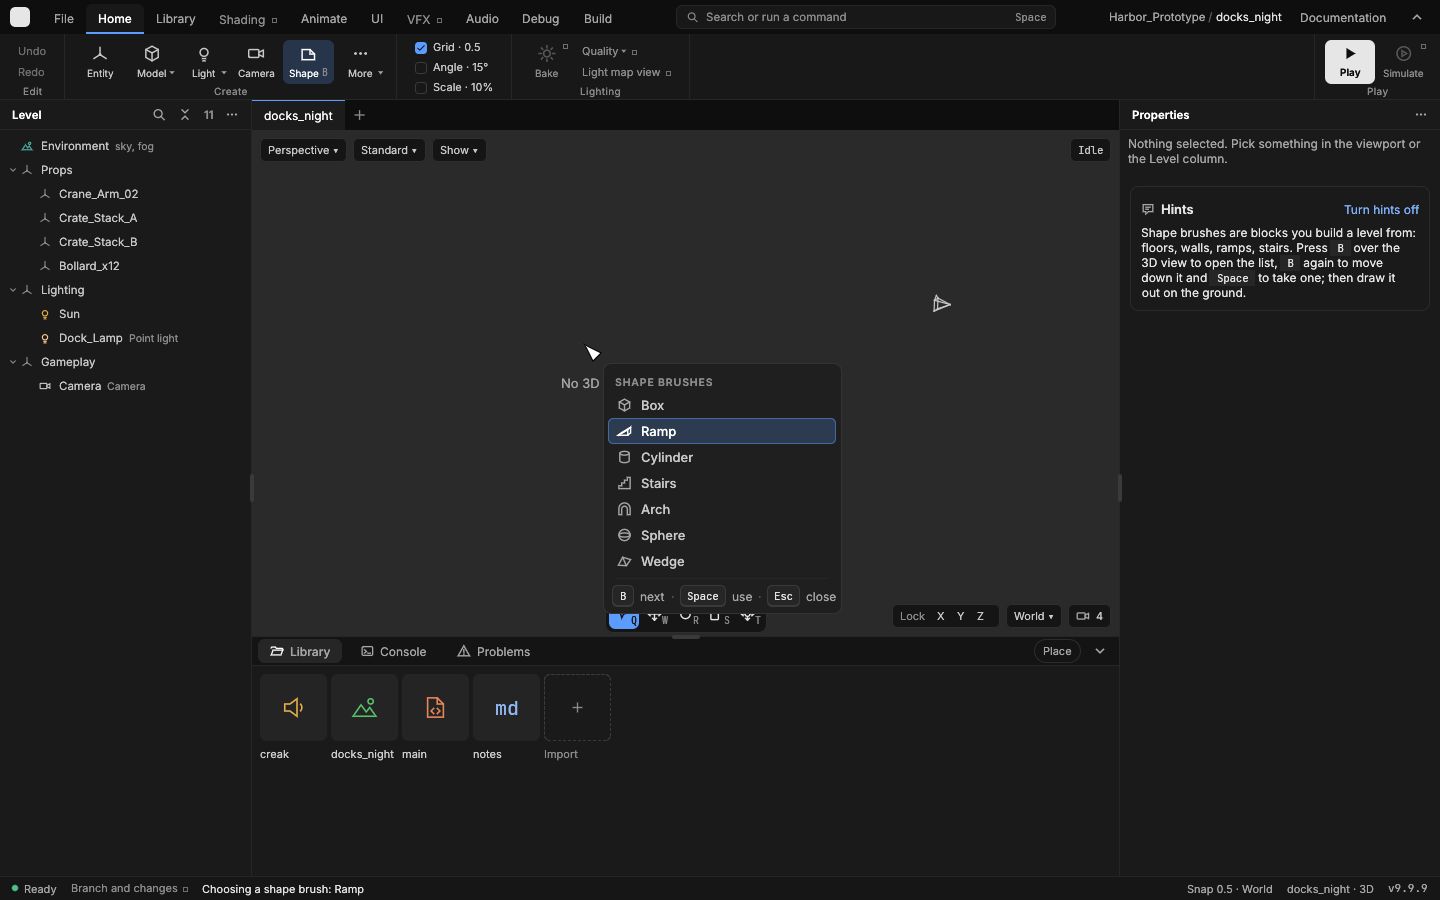 File Home Library Shading Animate UI VFX Audio Debug Build Search or run a command Space Harbor_Prototype / docks_night Documentation
Undo
Redo
Edit
Entity Model Light Camera Shape B More
Create
Grid · 0.5
Angle · 15°
Scale · 10%
Bake
Quality
Light map view
Lighting
Play Simulate
Play
Level 11
Environment sky, fog
Props
Crane_Arm_02
Crate_Stack_A
Crate_Stack_B
Bollard_x12
Lighting
Sun
Dock_Lamp Point light
Gameplay
Camera Camera
docks_night
Perspective Standard Show Idle
No 3D
SHAPE BRUSHES
Box
Ramp
Cylinder
Stairs
Arch
Sphere
Wedge
B next · Space use · Esc close
Q W R S T
Lock X Y Z World 4
Properties
Nothing selected. Pick something in the viewport or
the Level column.
Hints Turn hints off
Shape brushes are blocks you build a level from:
floors, walls, ramps, stairs. Press B over the
3D view to open the list, B again to move
down it and Space to take one; then draw it
out on the ground.
Library Console Problems Place
md
creak docks_night main notes Import
Ready Branch and changes Choosing a shape brush: Ramp Snap 0.5 · World docks_night · 3D v9.9.9